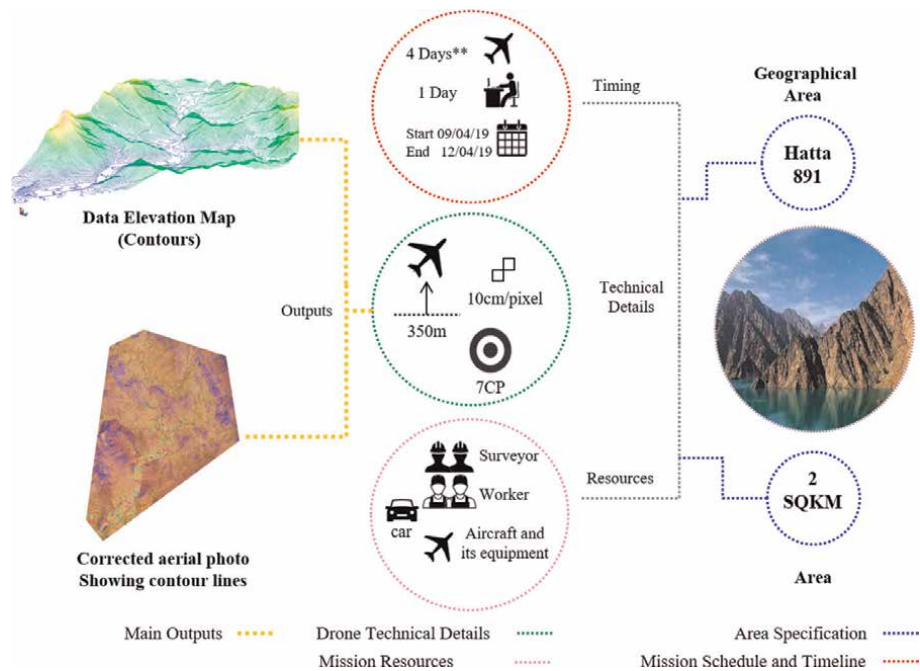 4 Days**
1 Day
Start 09/04/19
End 12/04/19
Timing
Geographical
Area
Hatta
891
Data Elevation Map
(Contours)
Outputs
10cm/pixel
350m
7CP
Technical
Details
Surveyor
Worker
car
Aircraft and
its equipment
Resources
2
SQKM
Area
Corrected aerial photo
Showing contour lines
Main Outputs
Drone Technical Details
Area Specification
Mission Resources
Mission Schedule and Timeline